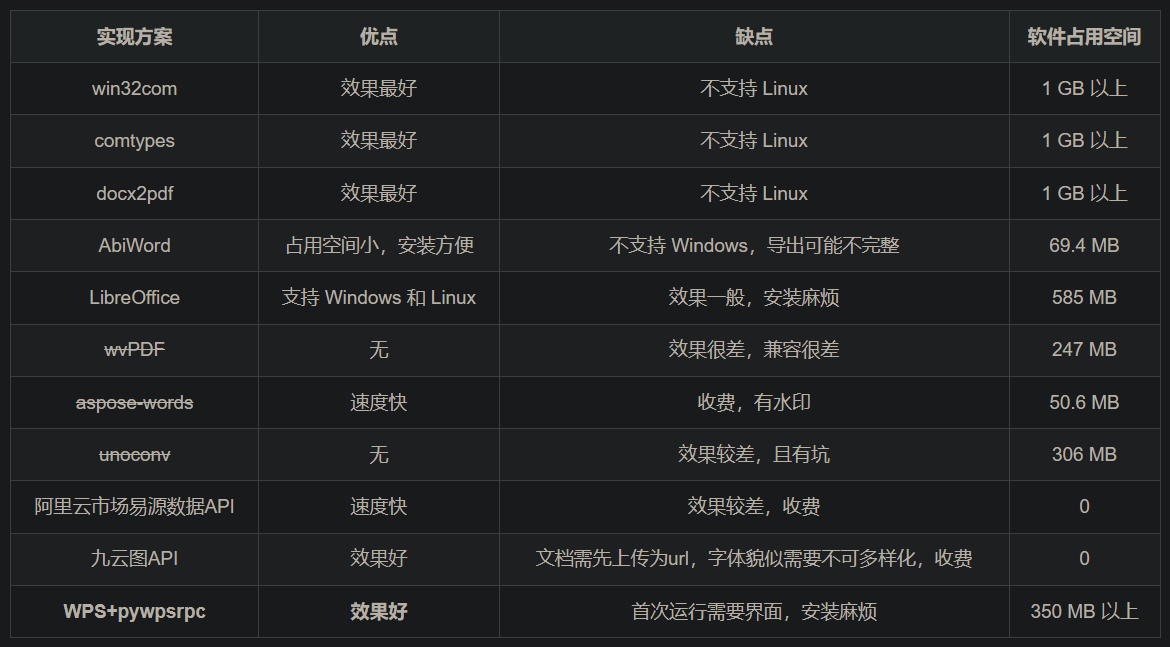 实现方案 优点 缺点 软件占用空间
win32com 效果最好 不支持 Linux 1 GB 以上
comtypes 效果最好 不支持 Linux 1 GB 以上
docx2pdf 效果最好 不支持 Linux 1 GB 以上
AbiWord 占用空间小，安装方便 不支持 Windows，导出可能不完整 69.4 MB
LibreOffice 支持 Windows 和 Linux 效果一般，安装麻烦 585 MB
wvPDF 无 效果很差，兼容很差 247 MB
aspose-words 速度快 收费，有水印 50.6 MB
unoconv 无 效果较差，且有坑 306 MB
阿里云市场易源数据API 速度快 效果较差，收费 0
九云图API 效果好 文档需先上传为url，字体貌似需要不可多样化，收费 0
WPS+pywpsrpc 效果好 首次运行需要界面，安装麻烦 350 MB 以上